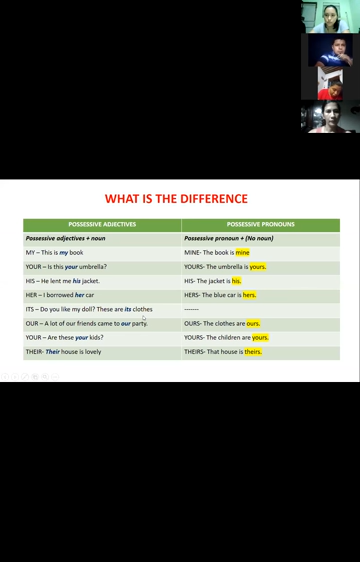 WHAT IS THE DIFFERENCE
POSSESSIVE ADJECTIVES POSSESSIVE PRONOUNS
Possessive adjectives + noun Possessive pronoun + (No noun)
MY – This is my book MINE- The book is mine
YOUR – Is this your umbrella? YOURS- The umbrella is yours.
HIS – He lent me his jacket. HIS- The jacket is his.
HER – I borrowed her car HERS- The blue car is hers.
ITS – Do you like my doll? These are its clothes -------
OUR – A lot of our friends came to our party. OURS- The clothes are ours.
YOUR – Are these your kids? YOURS- The children are yours.
THEIR- Their house is lovely THEIRS- That house is theirs.